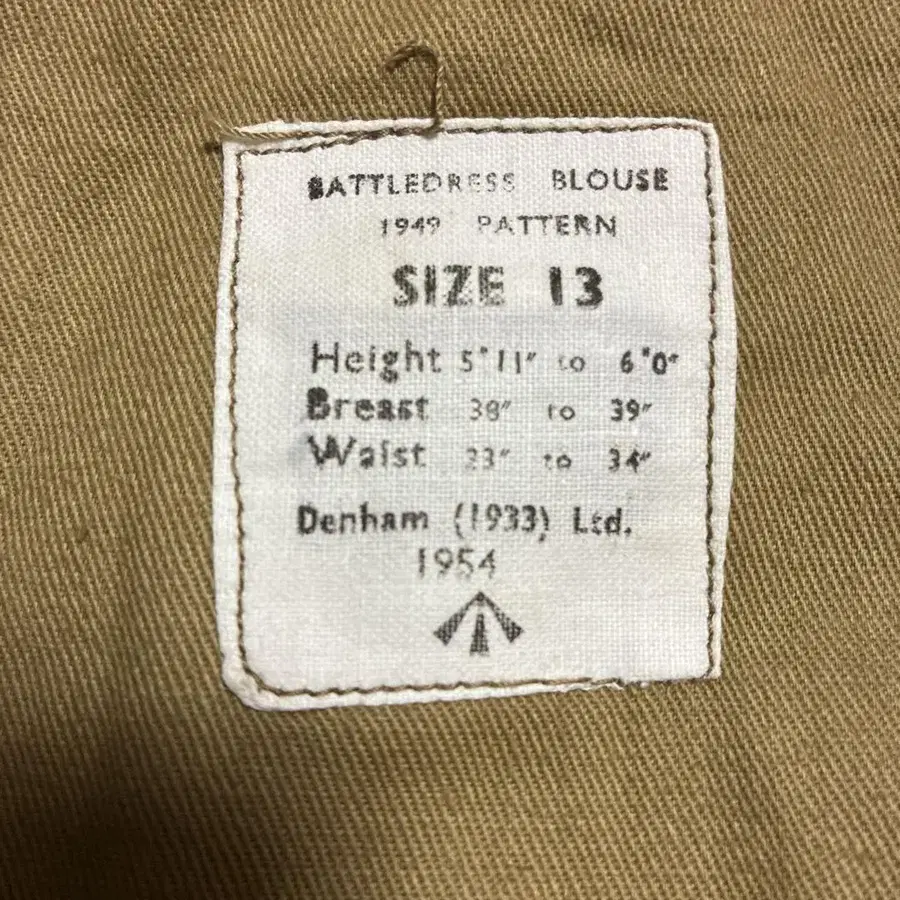 BATTLEDRESS BLOUSE
1949 PATTERN
SIZE 13
Height 5"11" to 6"0"
Breast 38" to 39"
Waist 33" to 34"
Denham (1933) Ltd.
1954